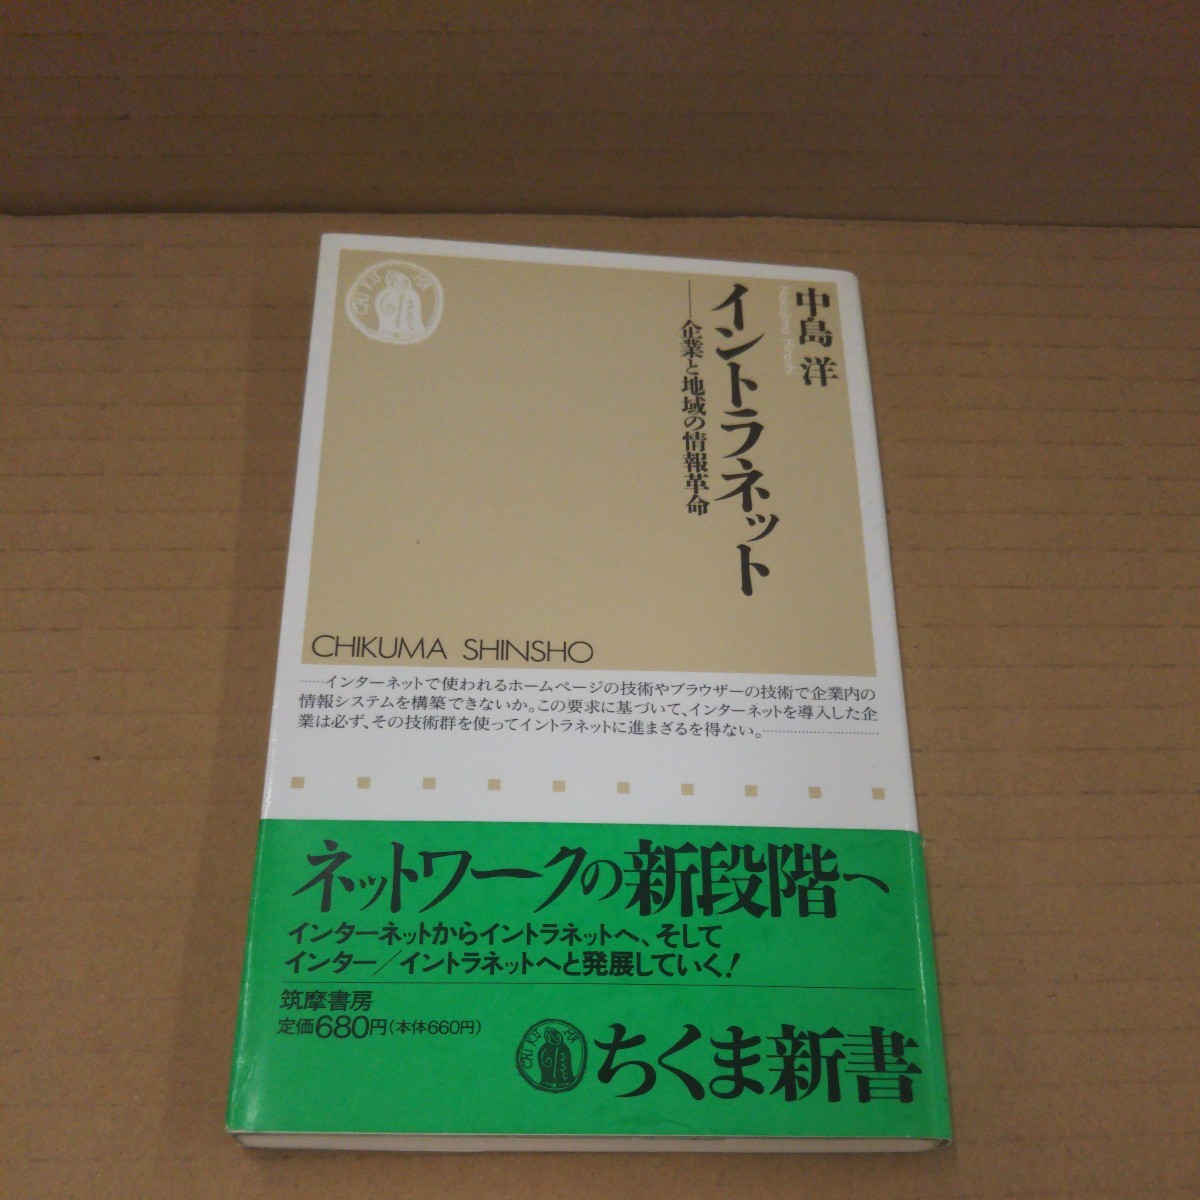 中島 洋
Nakajima Hiroshi
イントラネット
――企業と地域の情報革命
CHI KU MA
CHIKUMA SHINSHO
……インターネットで使われるホームページの技術やブラウザーの技術で企業内の
情報システムを構築できないか。この要求に基づいて、インターネットを導入した企
業は必ず、その技術群を使ってイントラネットに進まざるを得ない。……………………
ネットワークの新段階へ
インターネットからイントラネットへ、そして
インター/イントラネットへと発展していく!
筑摩書房
定価680円(本体660円)
CHI KU MA
ちくま新書